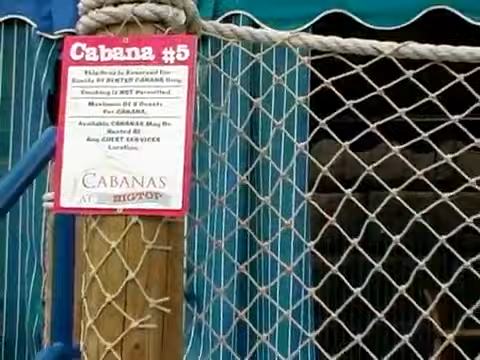 Cabana #5
This Area is Reserved for
Guests OF RENTED CABANA Only.
Smoking is NOT Permitted.
Maximum Of 8 Guests
Per CABANA.
Available CABANAS May Be
Rented At
Any GUEST SERVICES
Location.
CABANAS
AT BIGTOP